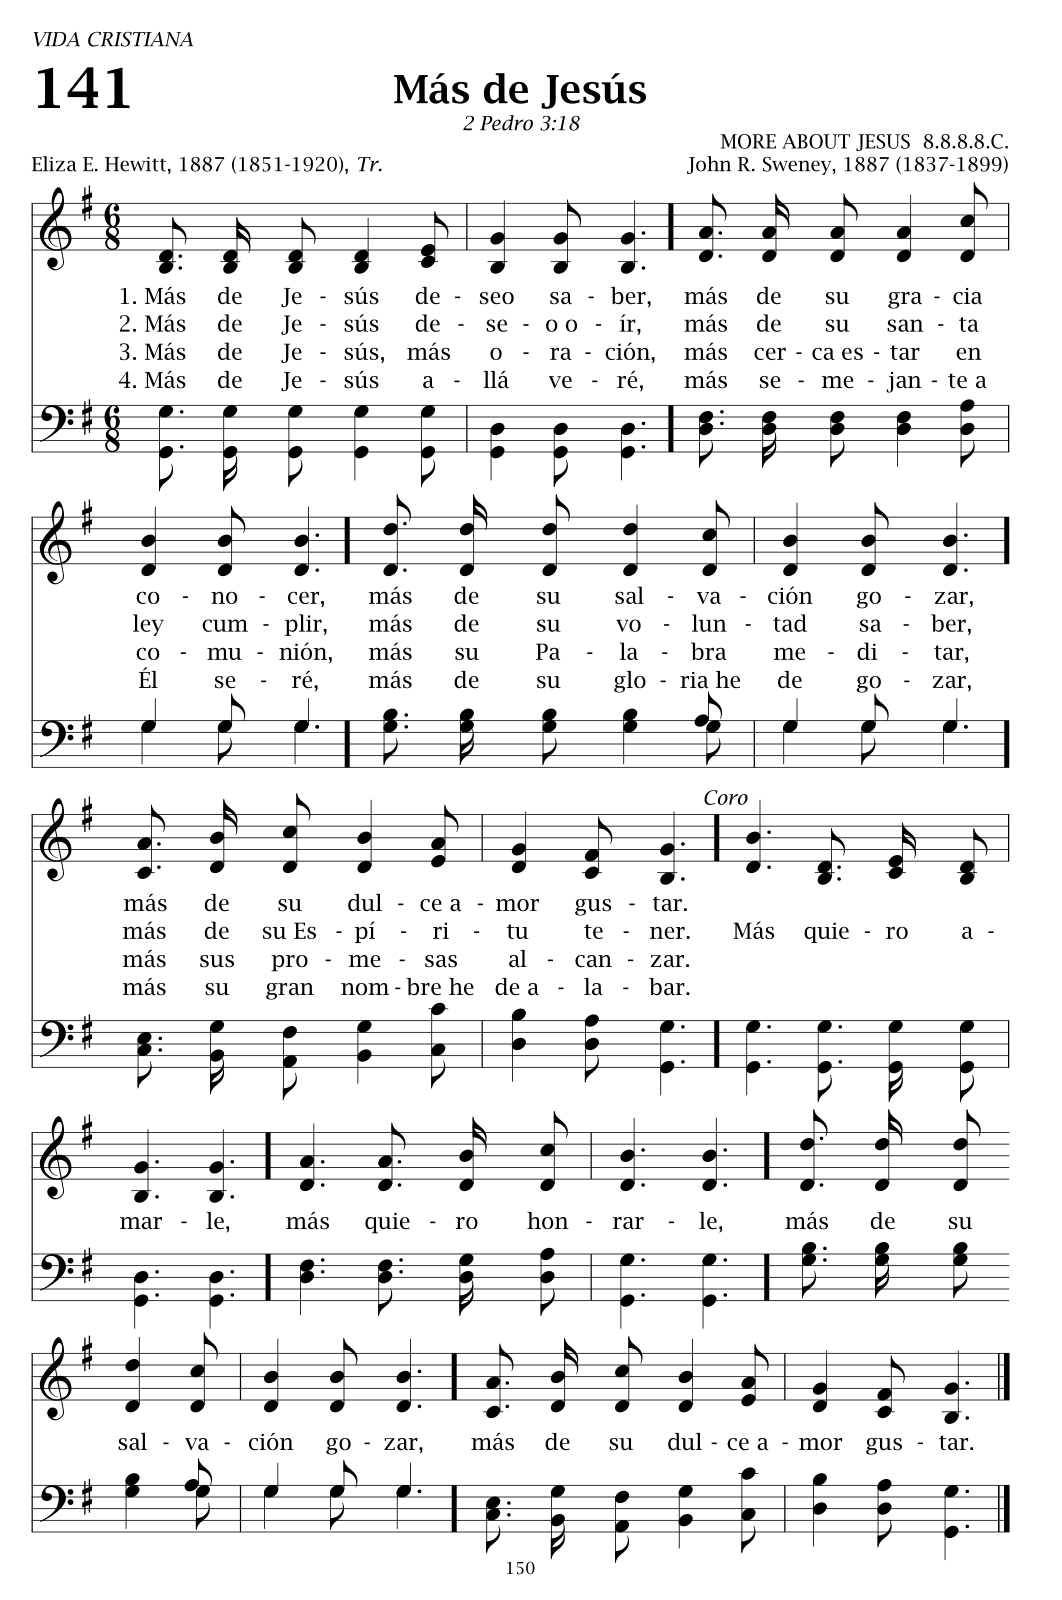 VIDA CRISTIANA
141
Más de Jesús
2 Pedro 3:18
MORE ABOUT JESUS 8.8.8.8.C.
Eliza E. Hewitt, 1887 (1851-1920), Tr.
John R. Sweney, 1887 (1837-1899)
6 8
1. Más de Je - sús de - seo sa - ber, más de su gra - cia
2. Más de Je - sús de - se - o o - ír, más de su san - ta
3. Más de Je - sús, más o - ra - ción, más cer - ca es - tar en
4. Más de Je - sús a - llá ve - ré, más se - me - jan - te a
6 8
co - no - cer, más de su sal - va - ción go - zar,
ley cum - plir, más de su vo - lun - tad sa - ber,
co - mu - nión, más su Pa - la - bra me - di - tar,
Él se - ré, más de su glo - ria he de go - zar,
Coro
más de su dul - ce a - mor gus - tar.
más de su Es - pí - ri - tu te - ner. Más quie - ro a -
más sus pro - me - sas al - can - zar.
más su gran nom - bre he de a - la - bar.
mar - le, más quie - ro hon - rar - le, más de su
sal - va - ción go - zar, más de su dul - ce a - mor gus - tar.
150